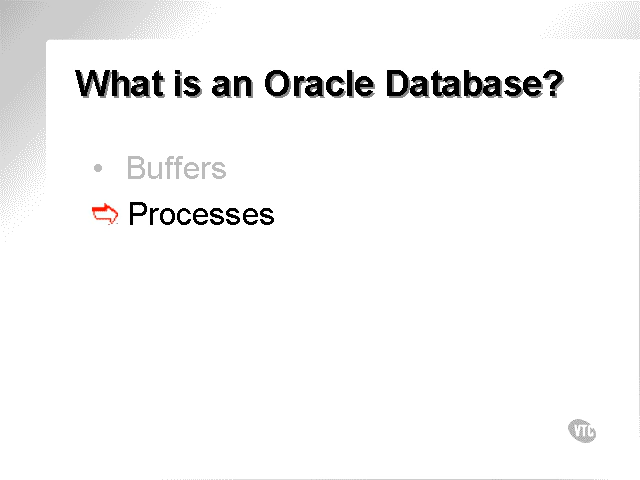 What is an Oracle Database?
• Buffers
Processes
VTC